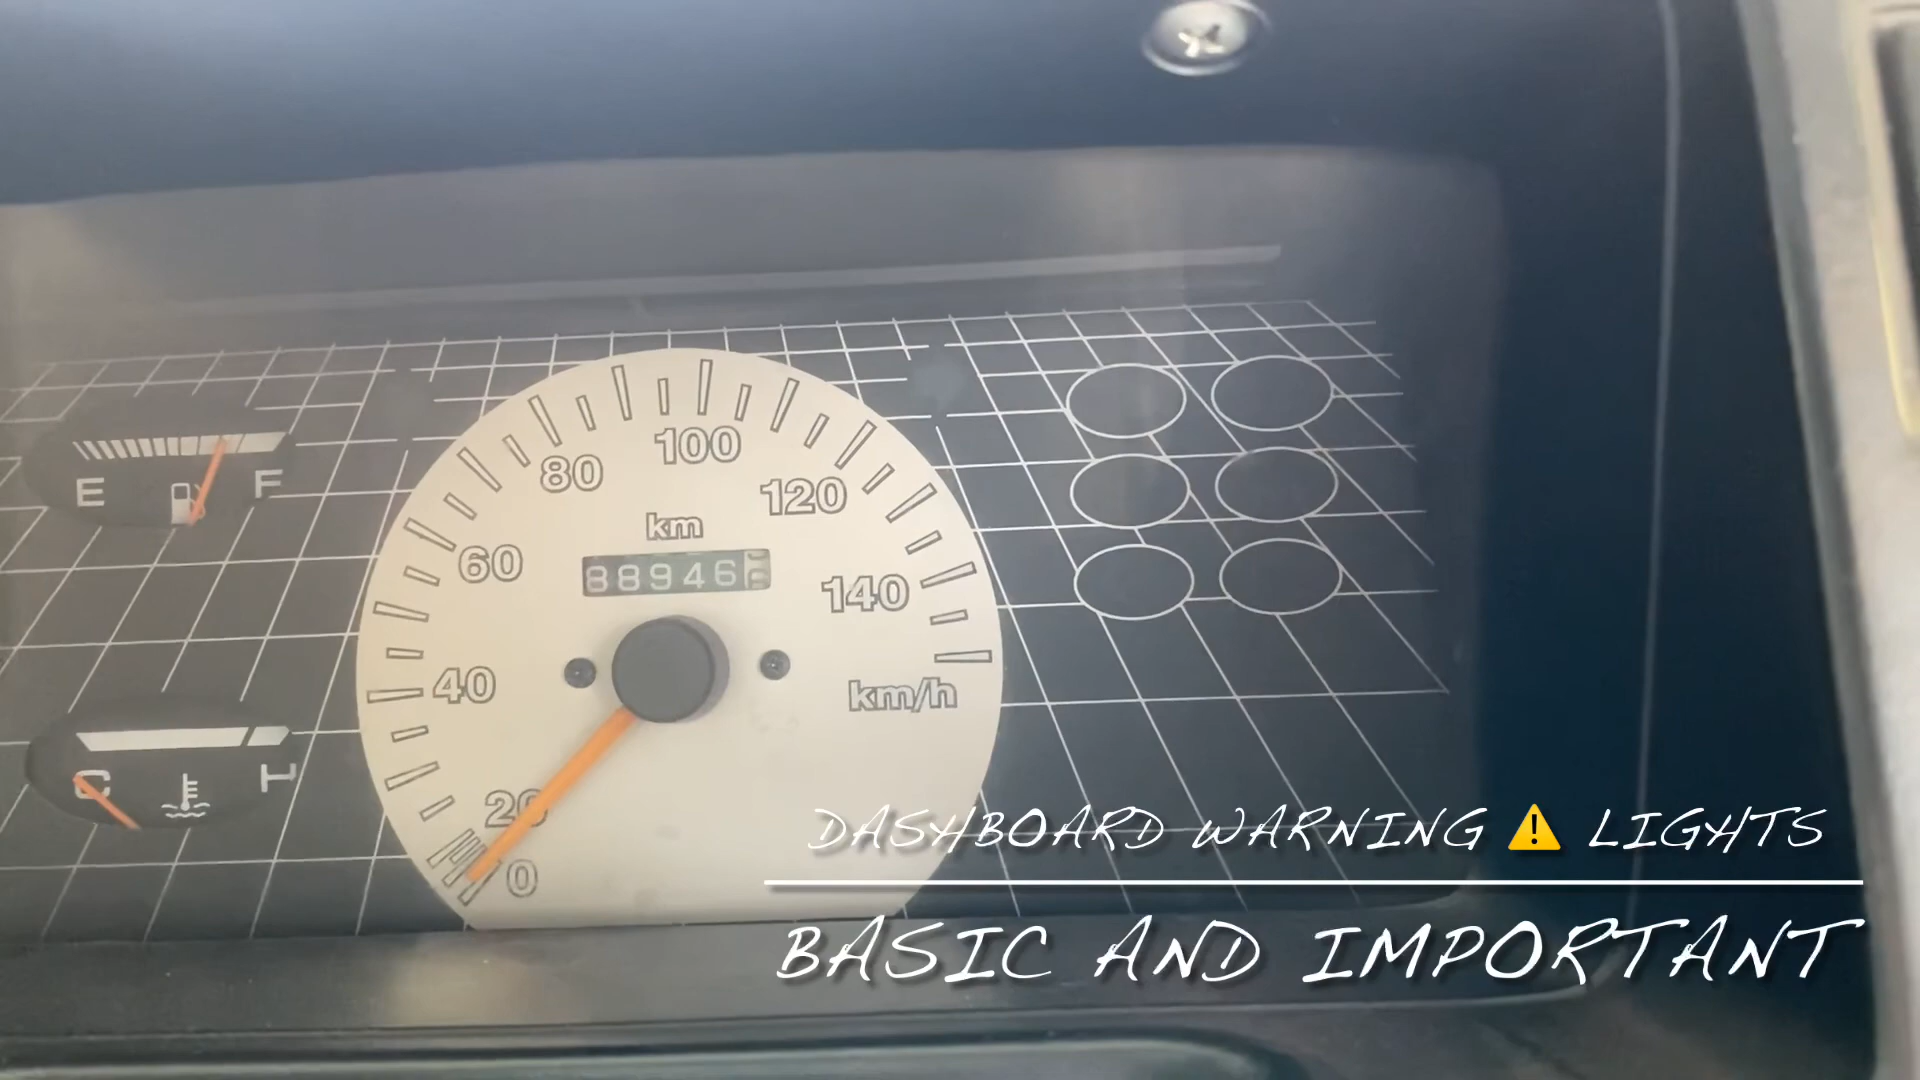 100
80
120
km
E
F
60
88946
140
40
km/h
C
H
20
0
DASHBOARD WARNING ⚠️ LIGHTS
BASIC AND IMPORTANT